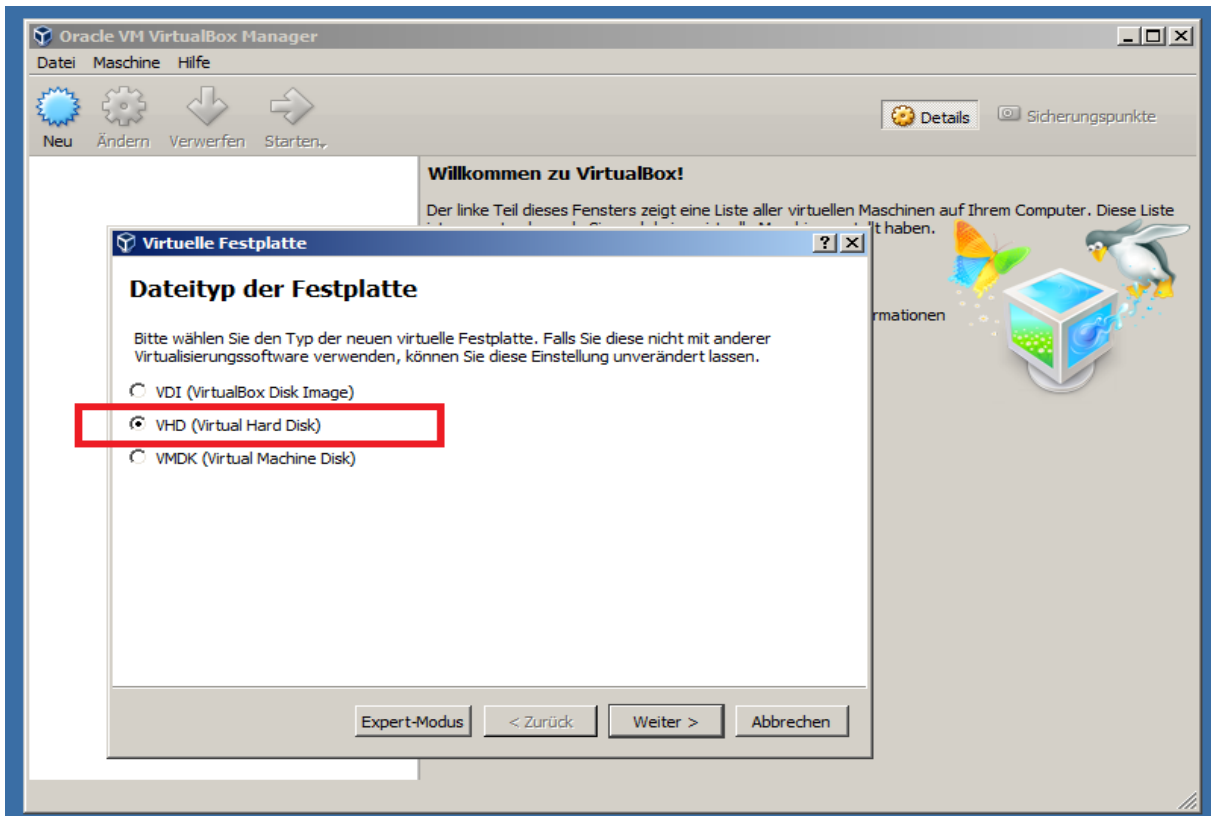 Oracle VM VirtualBox Manager
Datei Maschine Hilfe
Neu Ändern Verwerfen Starten
Details Sicherungspunkte
Willkommen zu VirtualBox!
Der linke Teil dieses Fensters zeigt eine Liste aller virtuellen Maschinen auf Ihrem Computer. Diese Liste
t haben.
rmationen
Virtuelle Festplatte
Dateityp der Festplatte
Bitte wählen Sie den Typ der neuen virtuelle Festplatte. Falls Sie diese nicht mit anderer
Virtualisierungssoftware verwenden, können Sie diese Einstellung unverändert lassen.
VDI (VirtualBox Disk Image)
VHD (Virtual Hard Disk)
VMDK (Virtual Machine Disk)
Expert-Modus < Zurück Weiter > Abbrechen